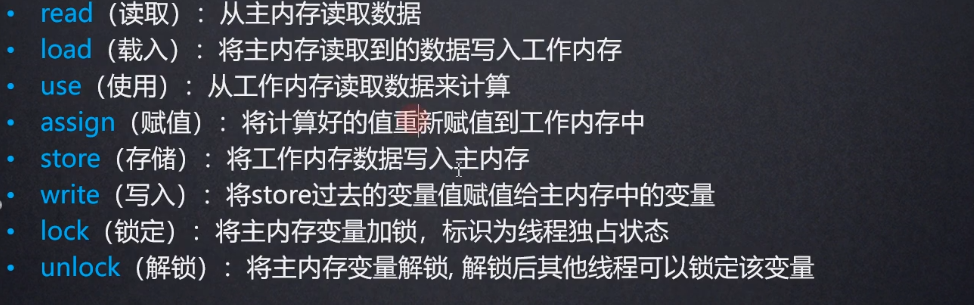 • read（读取）：从主内存读取数据
• load（载入）：将主内存读取到的数据写入工作内存
• use（使用）：从工作内存读取数据来计算
• assign（赋值）：将计算好的值重新赋值到工作内存中
• store（存储）：将工作内存数据写入主内存
• write（写入）：将store过去的变量值赋值给主内存中的变量
• lock（锁定）：将主内存变量加锁，标识为线程独占状态
• unlock（解锁）：将主内存变量解锁, 解锁后其他线程可以锁定该变量